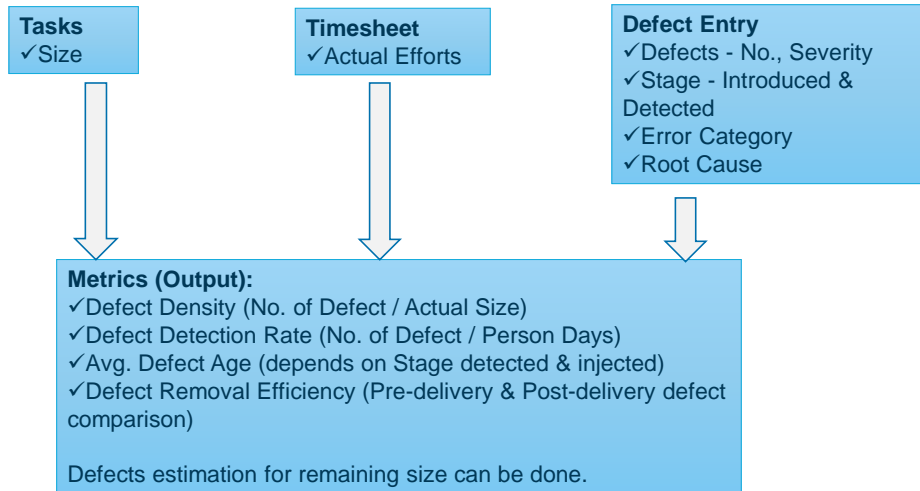 Tasks
✓Size
Timesheet
✓Actual Efforts
Defect Entry
✓Defects - No., Severity
✓Stage - Introduced &
Detected
✓Error Category
✓Root Cause
Metrics (Output):
✓Defect Density (No. of Defect / Actual Size)
✓Defect Detection Rate (No. of Defect / Person Days)
✓Avg. Defect Age (depends on Stage detected & injected)
✓Defect Removal Efficiency (Pre-delivery & Post-delivery defect
comparison)
Defects estimation for remaining size can be done.